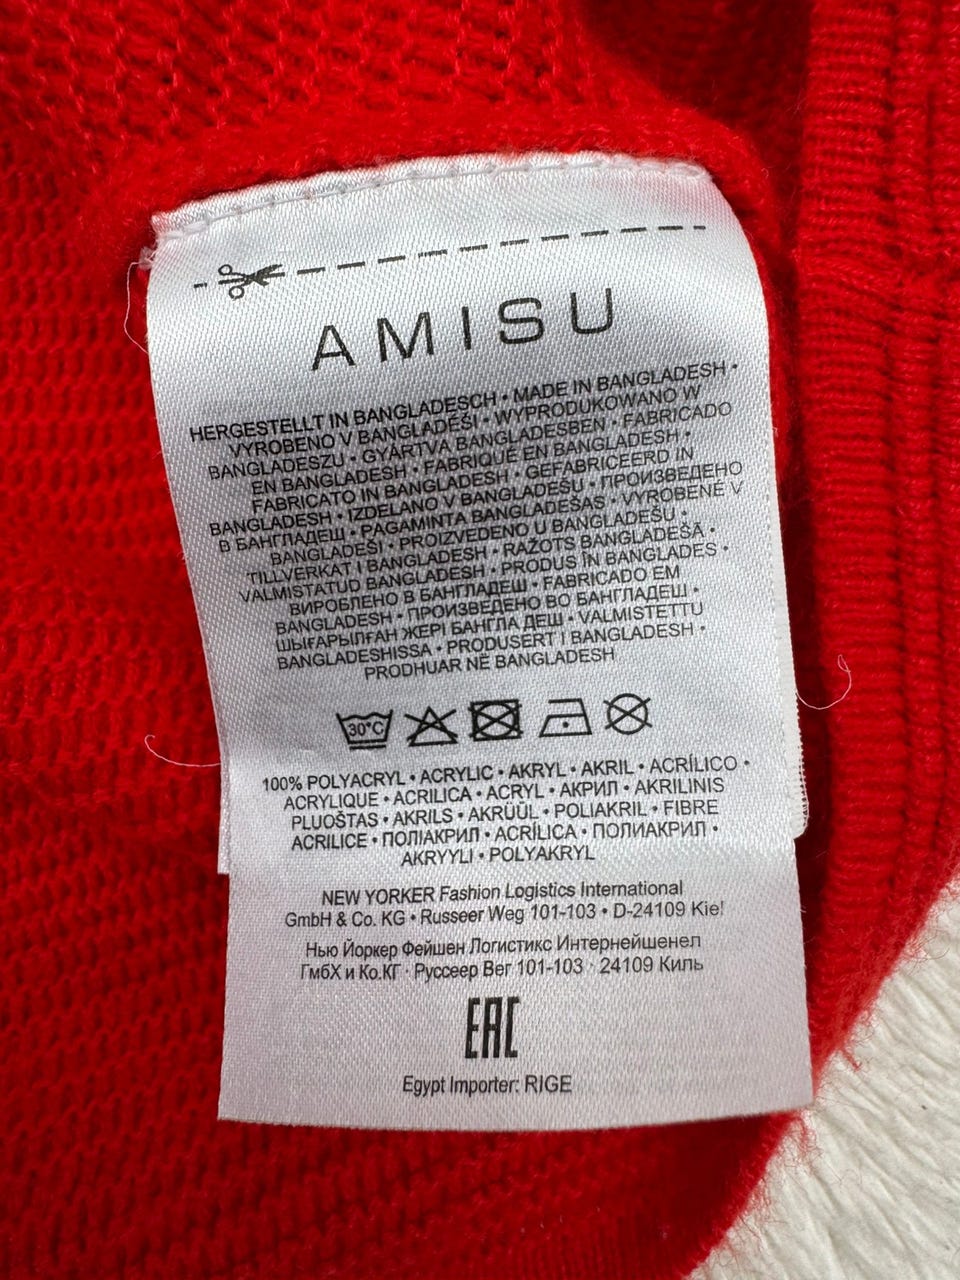 AMISU
HERGESTELLT IN BANGLADESCH • MADE IN BANGLADESH •
VYROBENO V BANGLADÉŠI • WYPRODUKOWANO W
BANGLADESZU • GYÁRTVA BANGLADESBEN • FABRICADO
EN BANGLADESH • FABRIQUÉ EN BANGLADESH •
FABRICATO IN BANGLADESH • GEFABRICEERD IN
BANGLADESH • IZDELANO V BANGLADEŠU • ПРОИЗВЕДЕНО
В БАНГЛАДЕШ • PAGAMINTA BANGLADEŠAS • VYROBENÉ V
BANGLADÉŠI • PROIZVEDENO U BANGLADEŠU •
TILLVERKAT I BANGLADESH • RAŽOTS BANGLADEŠĀ •
VALMISTATUD BANGLADESH • PRODUS ÎN BANGLADES •
ВИРОБЛЕНО В БАНГЛАДЕШ • FABRICADO EM
BANGLADESH • ПРОИЗВЕДЕНО ВО БАНГЛАДЕШ •
ШЫҒАРЫЛҒАН ЖЕРІ БАНГЛА ДЕШ • VALMISTETTU
BANGLADESHISSA • PRODUSERT I BANGLADESH •
PRODHUAR NË BANGLADESH
30°C
100% POLYACRYL • ACRYLIC • AKRYL • AKRIL • ACRÍLICO •
ACRYLIQUE • ACRILICA • ACRYL • АКРИЛ • AKRILINIS
PLUOŠTAS • AKRILS • AKRÜÜL • POLIAKRIL • FIBRE
ACRILICE • ПОЛІАКРИЛ • ACRÍLICA • ПОЛИАКРИЛ •
AKRYYLI • POLYAKRYL
NEW YORKER Fashion Logistics International
GmbH & Co. KG • Russeer Weg 101-103 • D-24109 Kiel
Нью Йоркер Фейшен Логистикс Интернейшенел
ГмбХ и Ко.КГ · Руссеер Вег 101-103 · 24109 Киль
EAC
Egypt Importer: RIGE